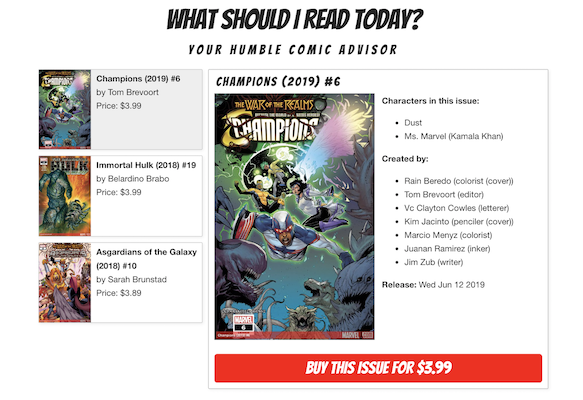 WHAT SHOULD I READ TODAY?
YOUR HUMBLE COMIC ADVISOR
Champions (2019) #6
by Tom Brevoort
Price: $3.99
Immortal Hulk (2018) #19
by Belardino Brabo
Price: $3.99
Asgardians of the Galaxy
(2018) #10
by Sarah Brunstad
Price: $3.89
CHAMPIONS (2019) #6
THE WAR OF THE REALMS
CHAMPIONS
MARVEL
6
Characters in this issue:
Dust
Ms. Marvel (Kamala Khan)
Created by:
Rain Beredo (colorist (cover))
Tom Brevoort (editor)
Vc Clayton Cowles (letterer)
Kim Jacinto (penciler (cover))
Marcio Menyz (colorist)
Juanan Ramirez (inker)
Jim Zub (writer)
Release: Wed Jun 12 2019
BUY THIS ISSUE FOR $3.99